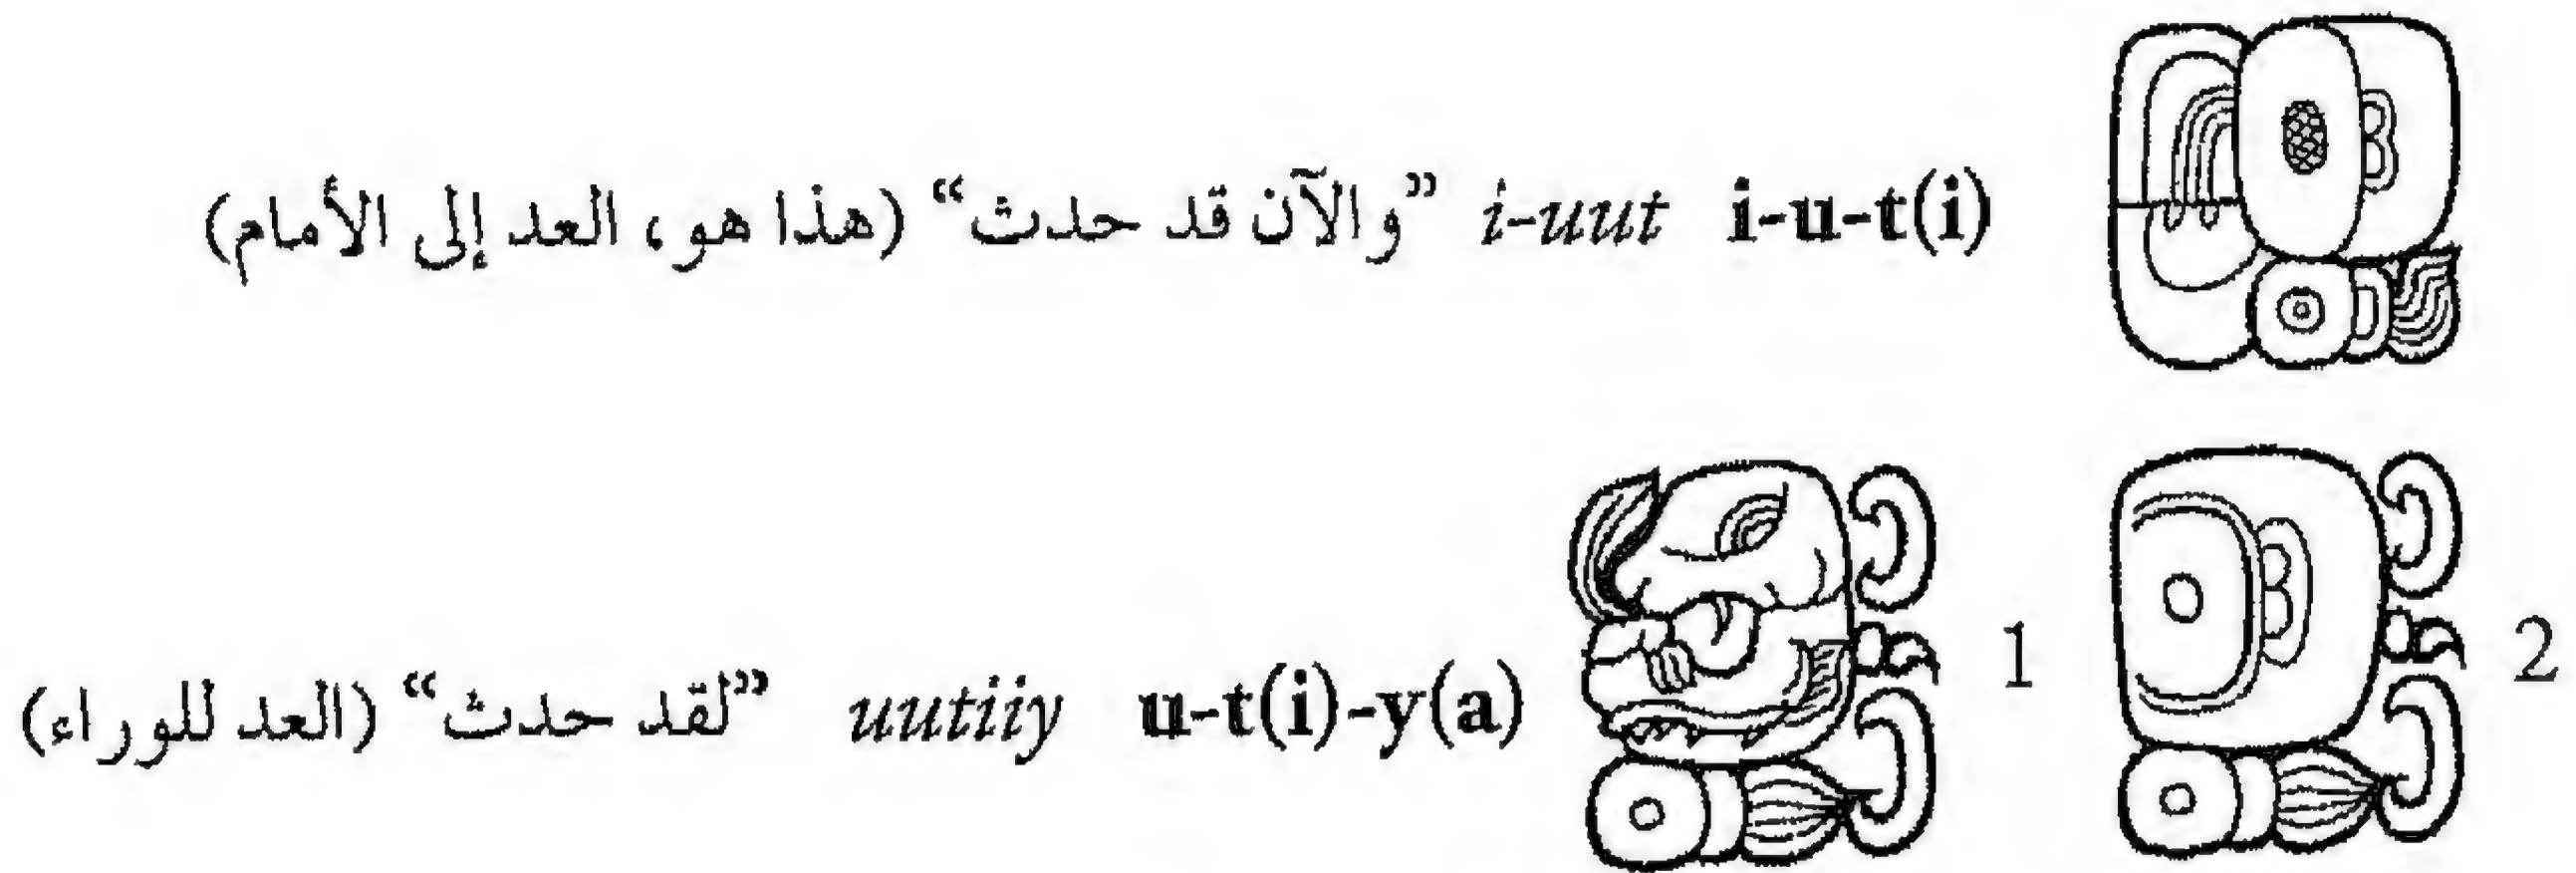 i-u-t(i) i-uut ”والآن قد حدث“ (هذا هو، العد إلى الأمام)
2 1 u-t(i)-y(a) uutiiy ”لقد حدث“ (العد للوراء)